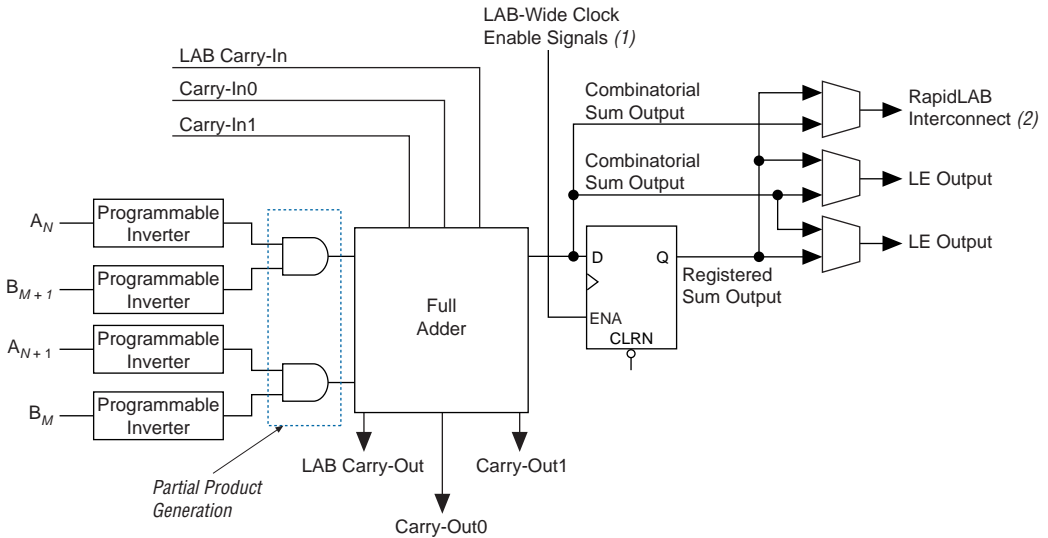 LAB-Wide Clock
Enable Signals (1)
LAB Carry-In
Carry-In0
Carry-In1
Combinatorial
Sum Output
RapidLAB
Interconnect (2)
Combinatorial
Sum Output
LE Output
LE Output
A_N
Programmable
Inverter
B_{M + 1}
Programmable
Inverter
A_{N + 1}
Programmable
Inverter
B_M
Programmable
Inverter
Full
Adder
D
Q
ENA
CLRN
Registered
Sum Output
LAB Carry-Out
Carry-Out1
Carry-Out0
Partial Product
Generation